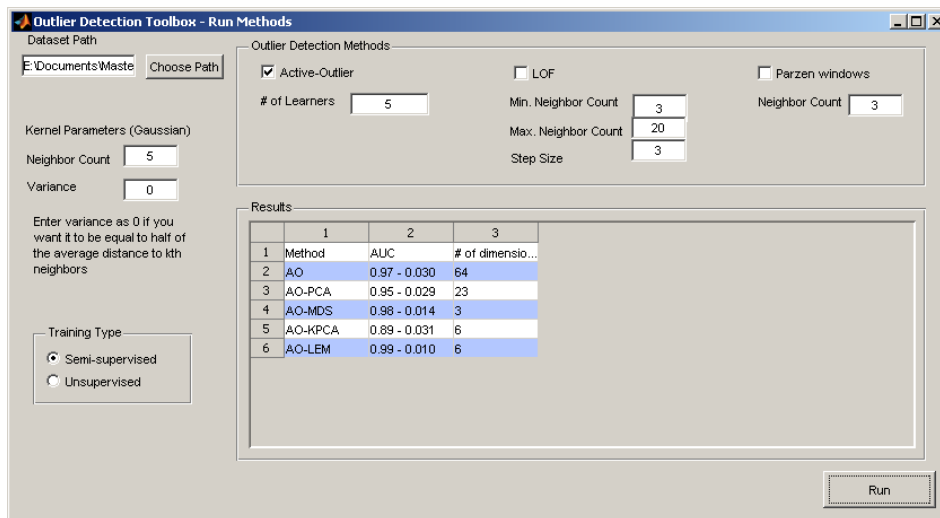 Outlier Detection Toolbox - Run Methods
Dataset Path
E:\Documents\Maste
Choose Path
Kernel Parameters (Gaussian)
Neighbor Count 5
Variance 0
Enter variance as 0 if you
want it to be equal to half of
the average distance to kth
neighbors
Training Type
Semi-supervised
Unsupervised
Outlier Detection Methods
Active-Outlier
# of Learners 5
LOF
Min. Neighbor Count 3
Max. Neighbor Count 20
Step Size 3
Parzen windows
Neighbor Count 3
Results
1 2 3
1 Method AUC # of dimensio...
2 AO 0.97 - 0.030 64
3 AO-PCA 0.95 - 0.029 23
4 AO-MDS 0.98 - 0.014 3
5 AO-KPCA 0.89 - 0.031 6
6 AO-LEM 0.99 - 0.010 6
Run